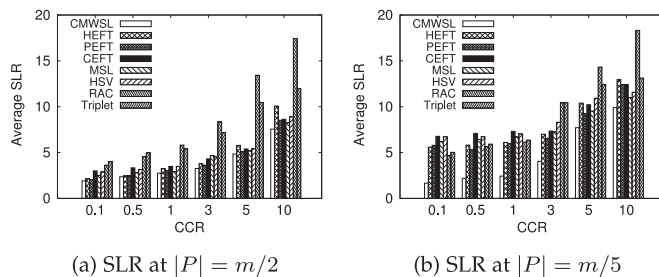 20
15
10
5
0
Average SLR
CMWSL
HEFT
PEFT
CEFT
MSL
HSV
RAC
Triplet
0.1 0.5 1 3 5 10
CCR
(a) SLR at |P| = m/2
20
15
10
5
0
Average SLR
CMWSL
HEFT
PEFT
CEFT
MSL
HSV
RAC
Triplet
0.1 0.5 1 3 5 10
CCR
(b) SLR at |P| = m/5